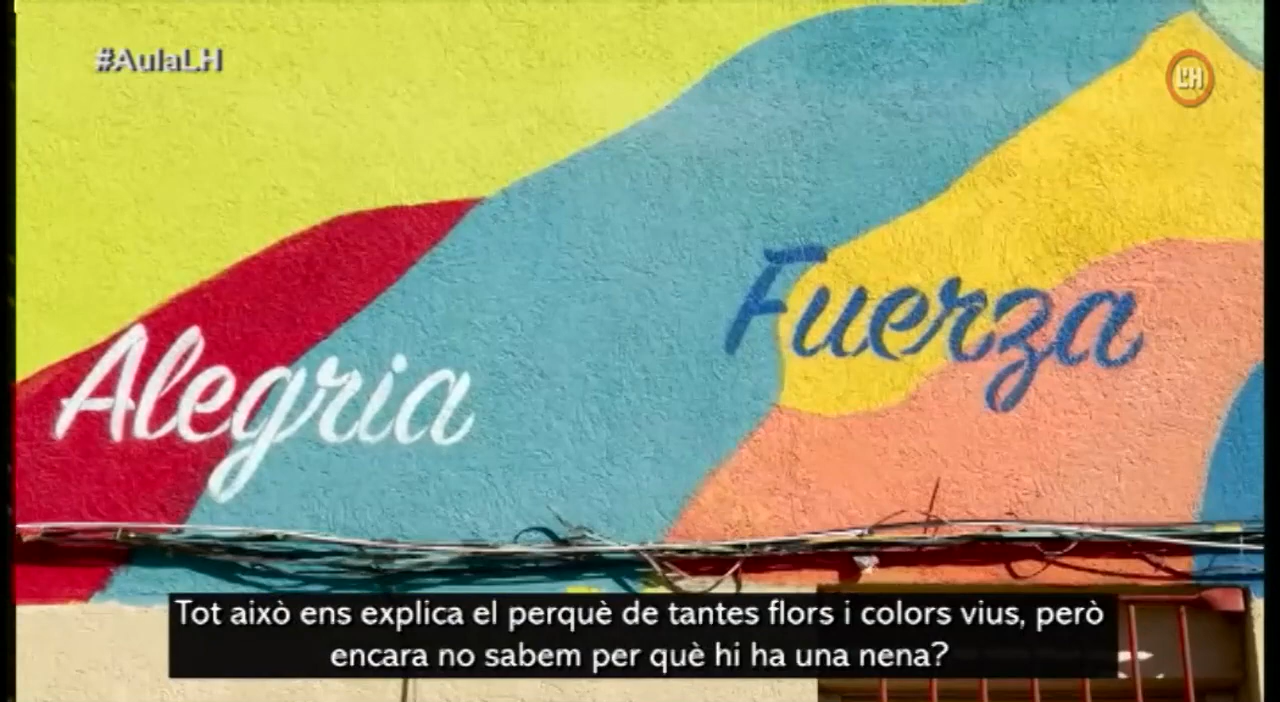 #AulaLH
L'H
Fuerza
Alegria
Tot això ens explica el perquè de tantes flors i colors vius, però
encara no sabem per què hi ha una nena?